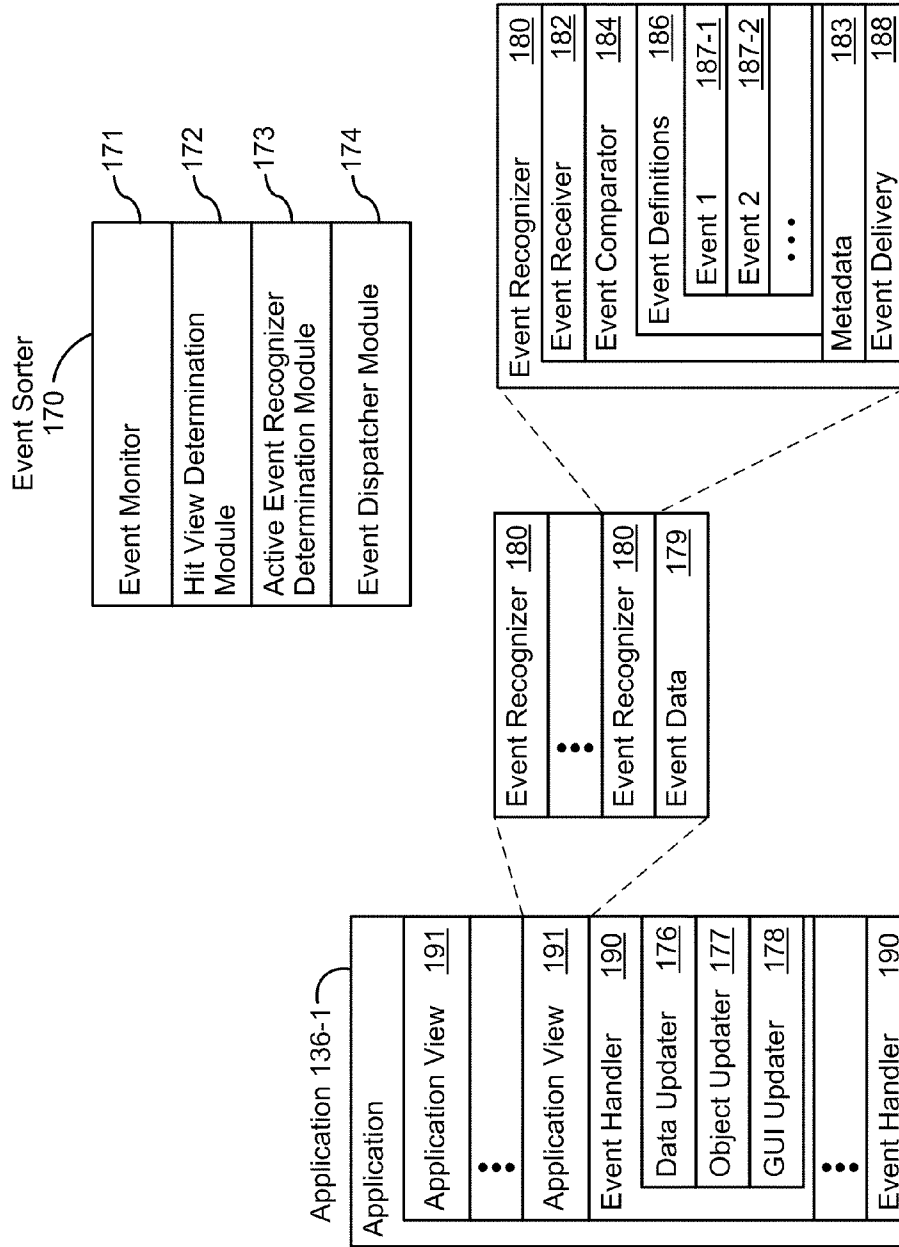 Event Sorter
170
Event Monitor
171
Hit View Determination
Module
172
Active Event Recognizer
Determination Module
173
Event Dispatcher Module
174
Application 136-1
Application
Application View 191
•••
Application View 191
Event Handler 190
Data Updater 176
Object Updater 177
GUI Updater 178
•••
Event Handler 190
Event Recognizer 180
•••
Event Recognizer 180
Event Data 179
Event Recognizer 180
Event Receiver 182
Event Comparator 184
Event Definitions 186
Event 1 187-1
Event 2 187-2
•••
Metadata 183
Event Delivery 188